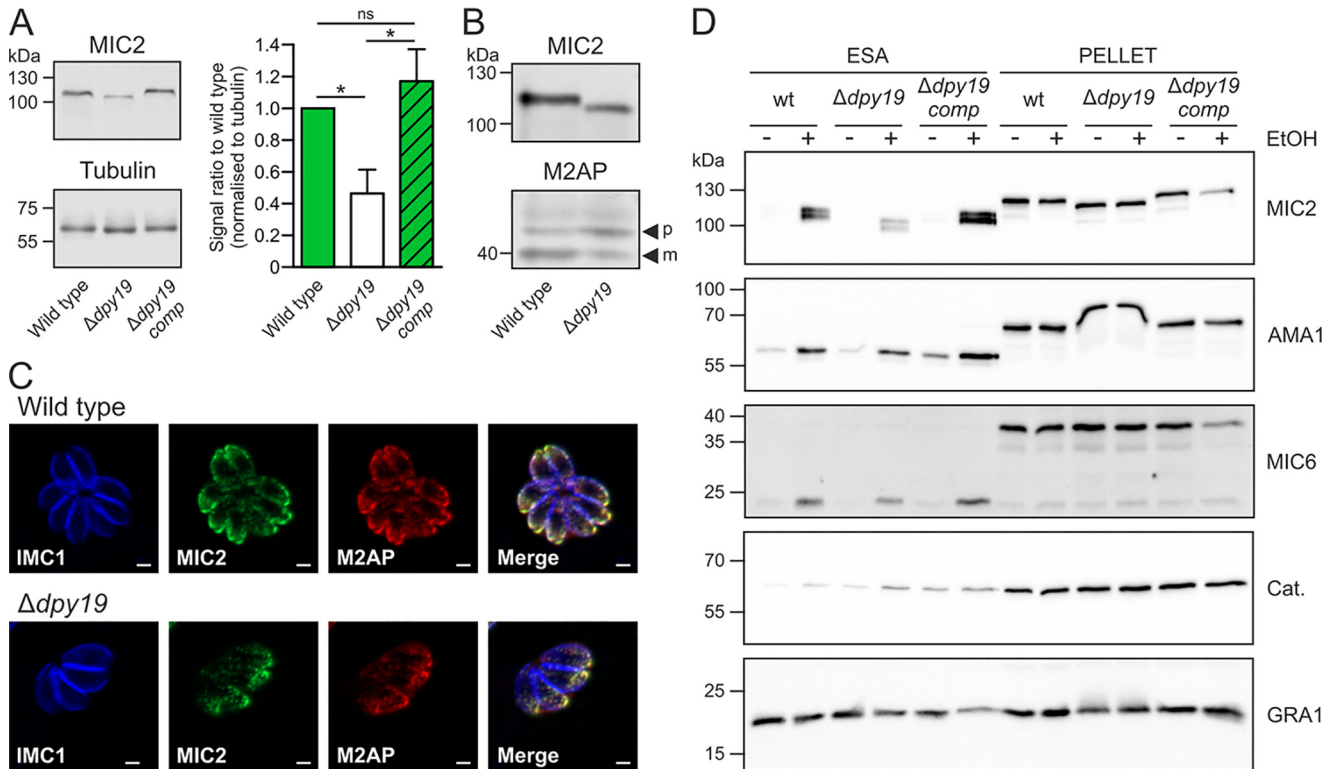 A
MIC2
kDa
130
100
Tubulin
75
55
Wild type
Δdpy19
Δdpy19
comp
Signal ratio to wild type
(normalised to tubulin)
ns
*
*
1.4
1.2
1.0
0.8
0.6
0.4
0.2
0
Wild type
Δdpy19
Δdpy19
comp
B
MIC2
kDa
130
100
M2AP
p
40
m
Wild type
Δdpy19
C
Wild type
IMC1
MIC2
M2AP
Merge
Δdpy19
IMC1
MIC2
M2AP
Merge
D
ESA
PELLET
wt
Δdpy19
Δdpy19
comp
wt
Δdpy19
Δdpy19
comp
- + - + - + - + - + - + EtOH
kDa
130
100
MIC2
100
70
55
AMA1
40
35
25
MIC6
70
55
Cat.
25
15
GRA1